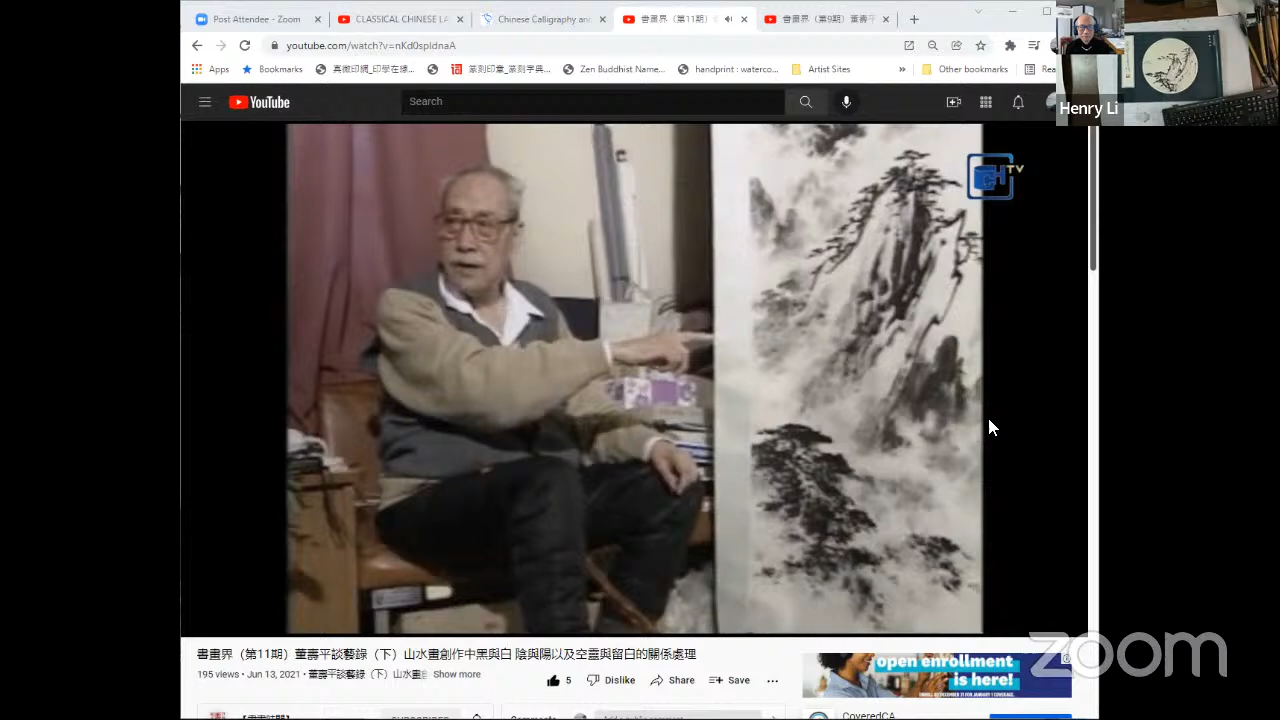 Post Attendee - Zoom
CLASSICAL CHINESE LA
Chinese Calligraphy and
書畫界（第11期）
書畫界（第9期）董壽平
youtube.com/watch?v=nKd0spIdnaA
Apps
Bookmarks
Zen Buddhist Name...
handprint : waterco...
Artist Sites
Other bookmarks
Rea
YouTube
Search
Henry Li
CH TV
書畫界（第11期）董壽平談藝錄（下）山水畫創作中黑與白 陰與陽以及空靈與留白的關係處理
195 views • Jun 13, 2021 • 董壽平談藝錄（下）山水畫
Show more
5
Dislike
Share
Save
open enrollment
is here!
CoveredCA
zoom